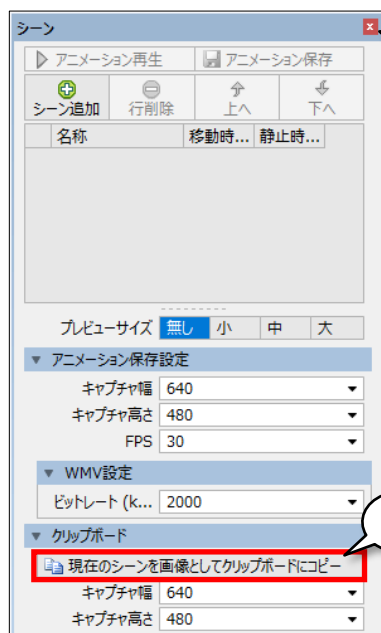 シーン
アニメーション再生 アニメーション保存
シーン追加 行削除 上へ 下へ
名称 移動時... 静止時...
プレビューサイズ 無し 小 中 大
アニメーション保存設定
キャプチャ幅 640
キャプチャ高さ 480
FPS 30
WMV設定
ビットレート (k... 2000
クリップボード
現在のシーンを画像としてクリップボードにコピー
キャプチャ幅 640
キャプチャ高さ 480